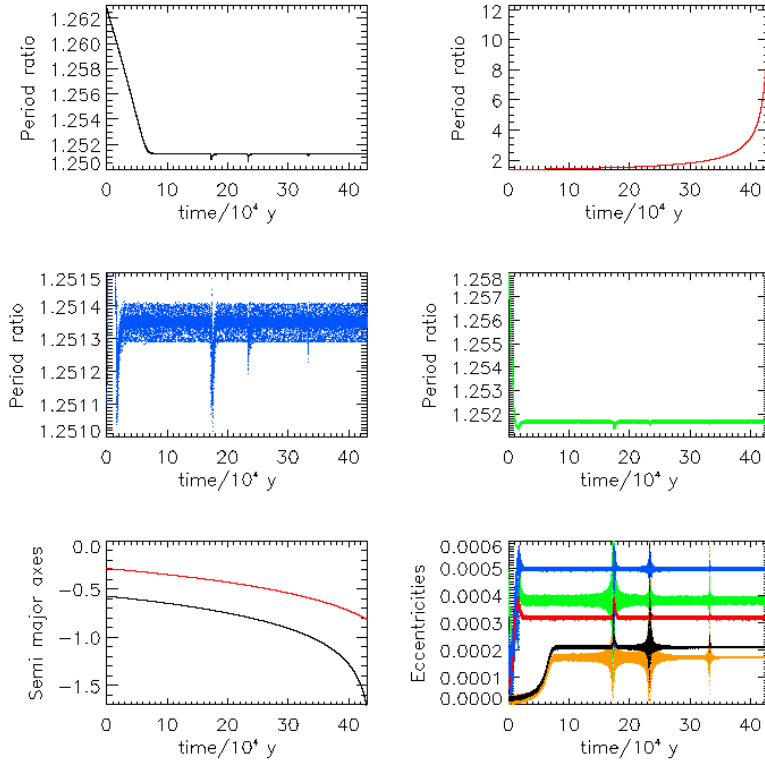 1.262
1.260
1.258
1.256
1.254
1.252
1.250
Period ratio
0 10 20 30 40
time/10⁴ y
12
10
8
6
4
2
Period ratio
0 10 20 30 40
time/10⁴ y
1.2515
1.2514
1.2513
1.2512
1.2511
1.2510
Period ratio
0 10 20 30 40
time/10⁴ y
1.258
1.257
1.256
1.254
1.253
1.252
Period ratio
0 10 20 30 40
time/10⁴ y
0.0
-0.5
-1.0
-1.5
Semi major axes
0 10 20 30 40
time/10⁴ y
0.0006
0.0005
0.0004
0.0003
0.0002
0.0001
0.0000
Eccentricities
0 10 20 30 40
time/10⁴ y